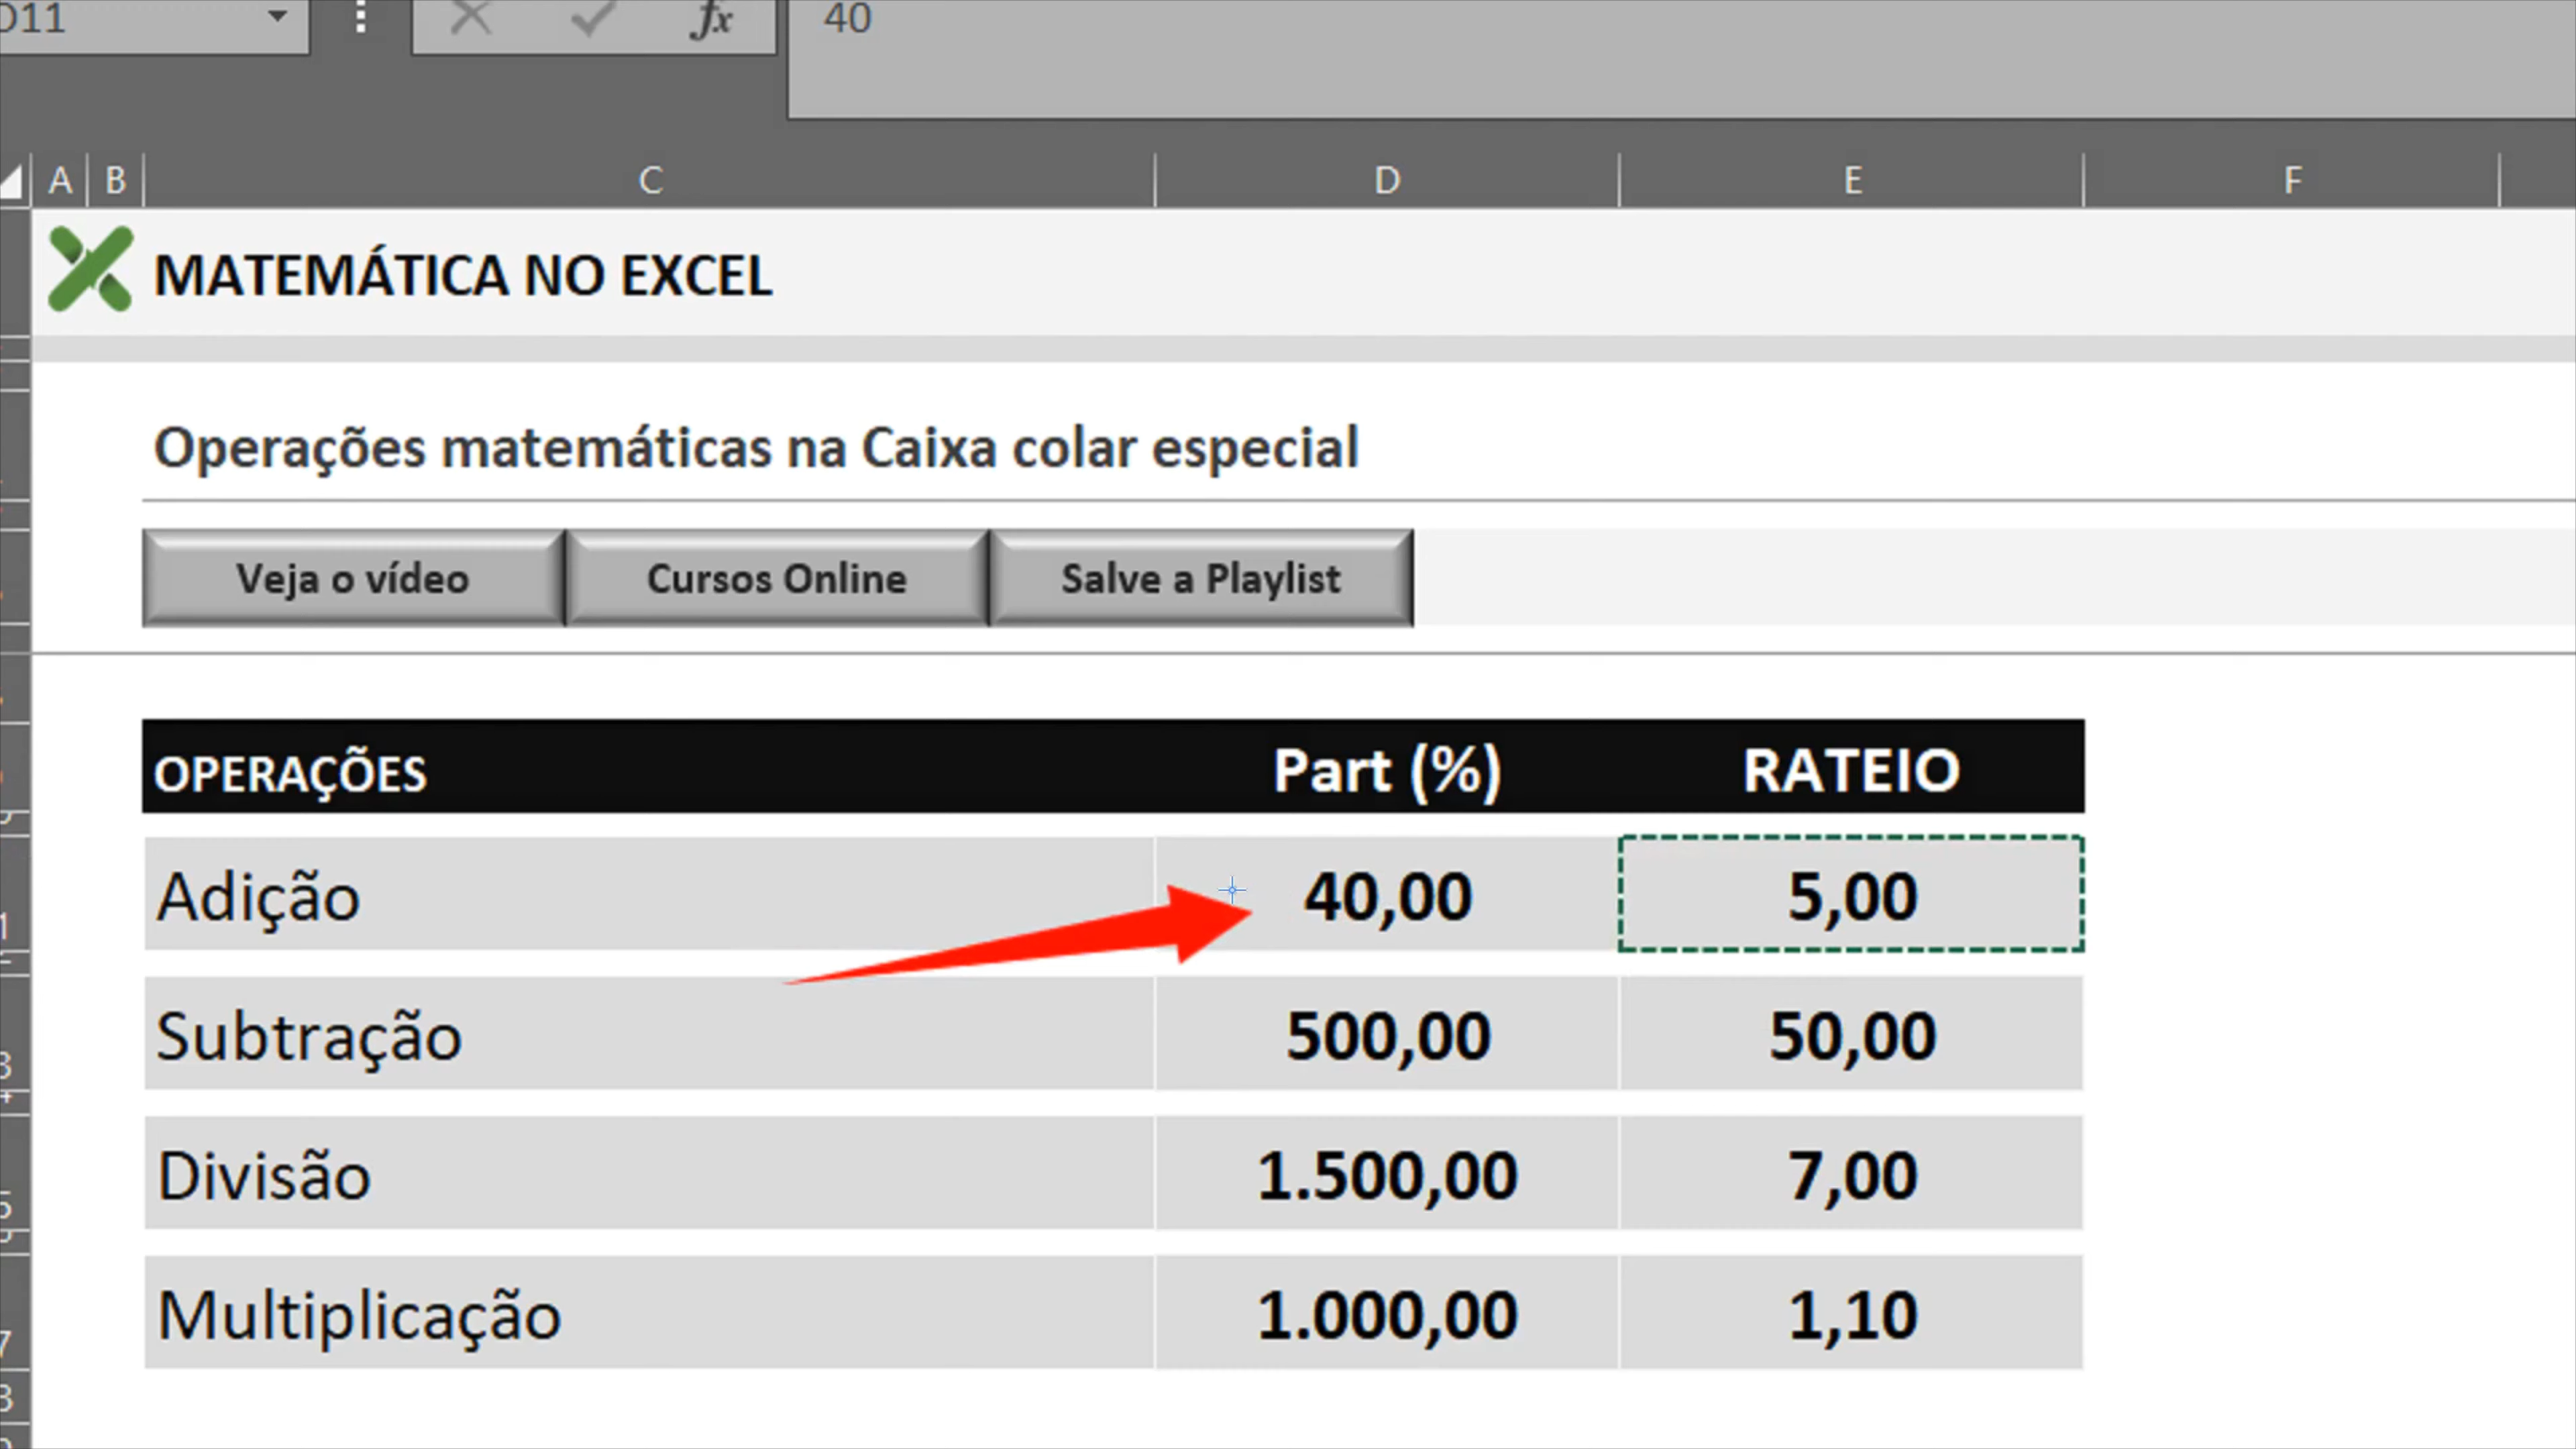 D11 fx 40
A B C D E F
MATEMÁTICA NO EXCEL
Operações matemáticas na Caixa colar especial
Veja o vídeo Cursos Online Salve a Playlist
OPERAÇÕES Part (%) RATEIO
Adição 40,00 5,00
Subtração 500,00 50,00
Divisão 1.500,00 7,00
Multiplicação 1.000,00 1,10